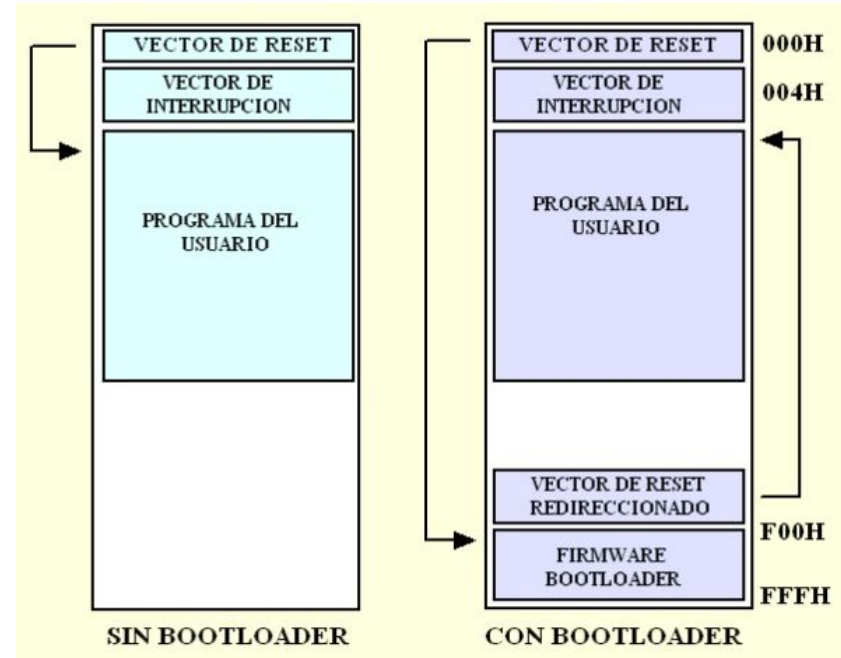 VECTOR DE RESET
VECTOR DE
INTERRUPCION
PROGRAMA DEL
USUARIO
SIN BOOTLOADER
VECTOR DE RESET
000H
VECTOR DE
INTERRUPCION
004H
PROGRAMA DEL
USUARIO
VECTOR DE RESET
REDIRECCIONADO
F00H
FIRMWARE
BOOTLOADER
FFFH
CON BOOTLOADER